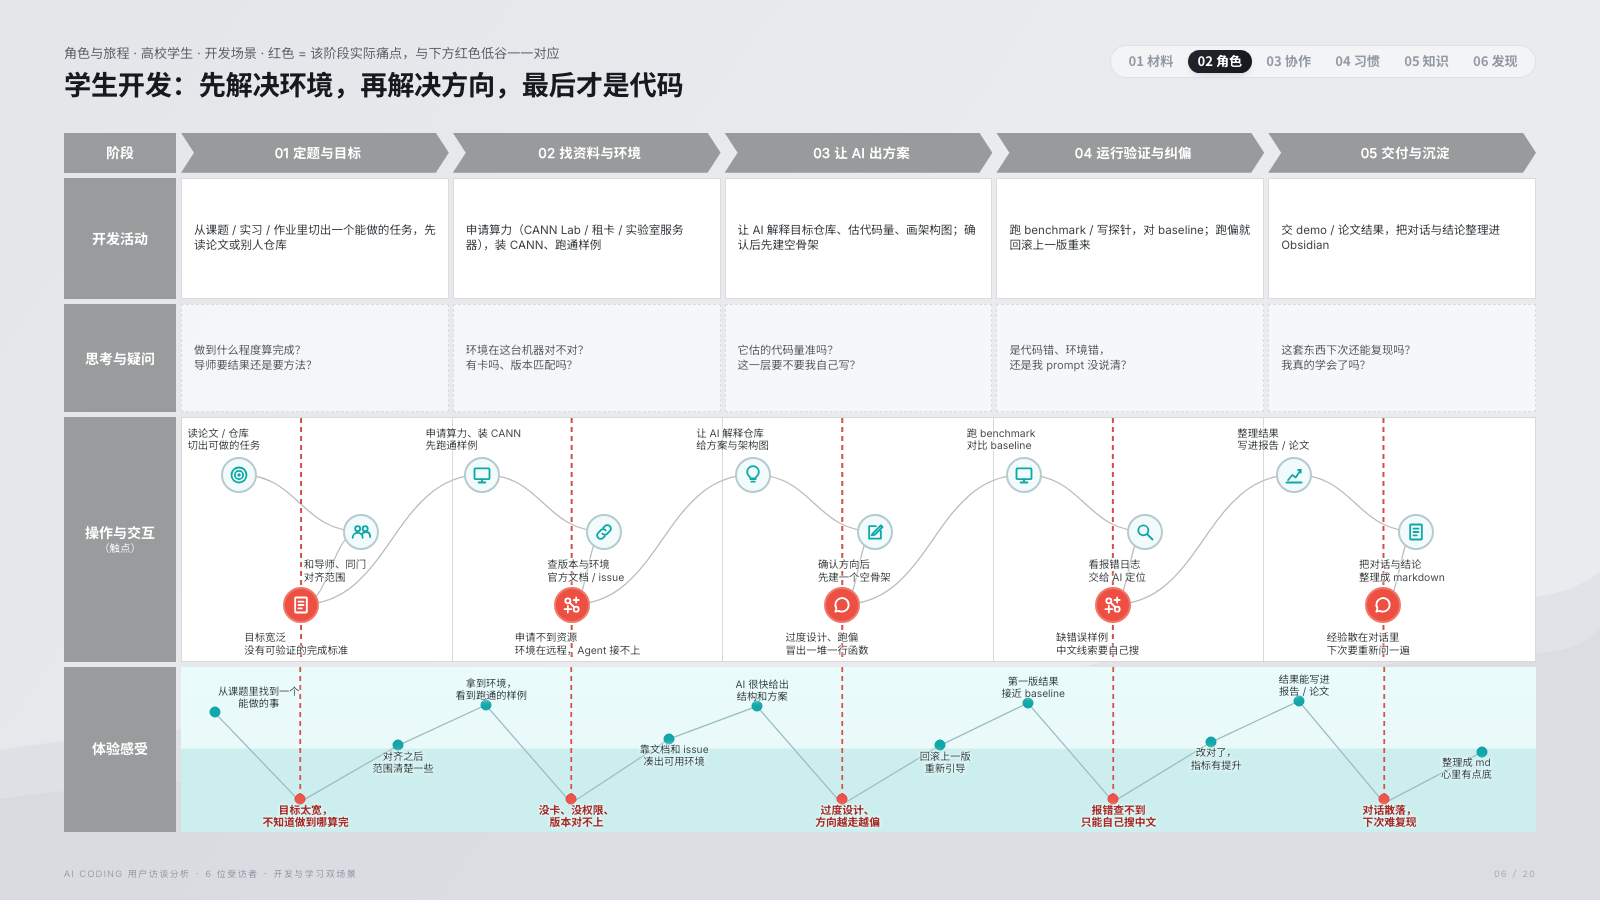 角色与旅程 · 高校学生 · 开发场景 · 红色 = 该阶段实际痛点，与下方红色低谷一一对应
学生开发：先解决环境，再解决方向，最后才是代码
01 材料
02 角色
03 协作
04 习惯
05 知识
06 发现
阶段
01 定题与目标
02 找资料与环境
03 让 AI 出方案
04 运行验证与纠偏
05 交付与沉淀
开发活动
从课题 / 实习 / 作业里切出一个能做的任务，先
读论文或别人仓库
申请算力（CANN Lab / 租卡 / 实验室服务
器），装 CANN、跑通样例
让 AI 解释目标仓库、估代码量、画架构图；确
认后先建空骨架
跑 benchmark / 写探针，对 baseline；跑偏就
回滚上一版重来
交 demo / 论文结果，把对话与结论整理进
Obsidian
思考与疑问
做到什么程度算完成？
导师要结果还是要方法？
环境在这台机器对不对？
有卡吗、版本匹配吗？
它估的代码量准吗？
这一层要不要我自己写？
是代码错、环境错，
还是我 prompt 没说清？
这套东西下次还能复现吗？
我真的学会了吗？
操作与交互
（触点）
读论文 / 仓库
切出可做的任务
和导师、同门
对齐范围
目标宽泛
没有可验证的完成标准
申请算力、装 CANN
先跑通样例
查版本与环境
官方文档 / issue
申请不到资源
环境在远程，Agent 接不上
让 AI 解释仓库
给方案与架构图
确认方向后
先建一个空骨架
过度设计、跑偏
冒出一堆一行函数
跑 benchmark
对比 baseline
看报错日志
交给 AI 定位
缺错误样例
中文线索要自己搜
整理结果
写进报告 / 论文
把对话与结论
整理成 markdown
经验散在对话里
下次要重新问一遍
体验感受
从课题里找到一个
能做的事
目标太宽，
不知道做到哪算完
对齐之后
范围清楚一些
拿到环境，
看到跑通的样例
没卡、没权限、
版本对不上
靠文档和 issue
凑出可用环境
AI 很快给出
结构和方案
过度设计、
方向越走越偏
回滚上一版
重新引导
第一版结果
接近 baseline
报错查不到
只能自己搜中文
改对了，
指标有提升
结果能写进
报告 / 论文
对话散落，
下次难复现
整理成 md
心里有点底
AI CODING 用户访谈分析 · 6 位受访者 · 开发与学习双场景
06 / 20